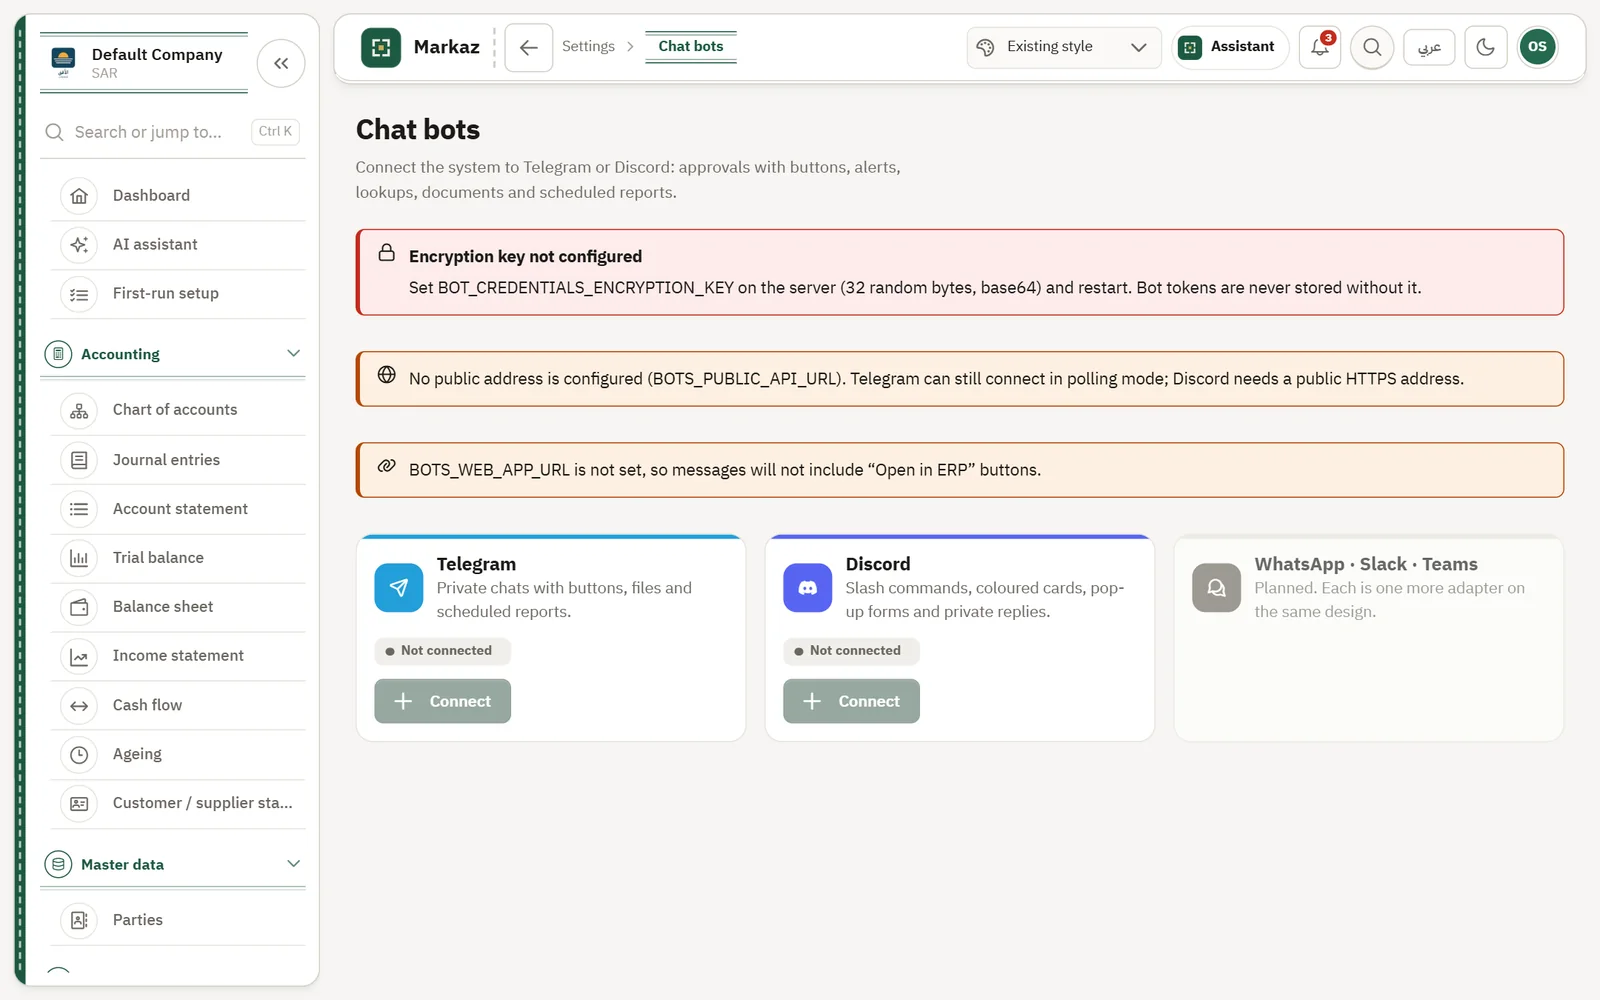 Default Company
SAR
Search or jump to...
Ctrl K
Dashboard
AI assistant
First-run setup
Accounting
Chart of accounts
Journal entries
Account statement
Trial balance
Balance sheet
Income statement
Cash flow
Ageing
Customer / supplier sta...
Master data
Parties
Markaz
Settings
Chat bots
Existing style
Assistant
3
عربي
OS
Chat bots
Connect the system to Telegram or Discord: approvals with buttons, alerts,
lookups, documents and scheduled reports.
Encryption key not configured
Set BOT_CREDENTIALS_ENCRYPTION_KEY on the server (32 random bytes, base64) and restart. Bot tokens are never stored without it.
No public address is configured (BOTS_PUBLIC_API_URL). Telegram can still connect in polling mode; Discord needs a public HTTPS address.
BOTS_WEB_APP_URL is not set, so messages will not include “Open in ERP” buttons.
Telegram
Private chats with buttons, files and
scheduled reports.
Not connected
Connect
Discord
Slash commands, coloured cards, pop-
up forms and private replies.
Not connected
Connect
WhatsApp · Slack · Teams
Planned. Each is one more adapter on
the same design.